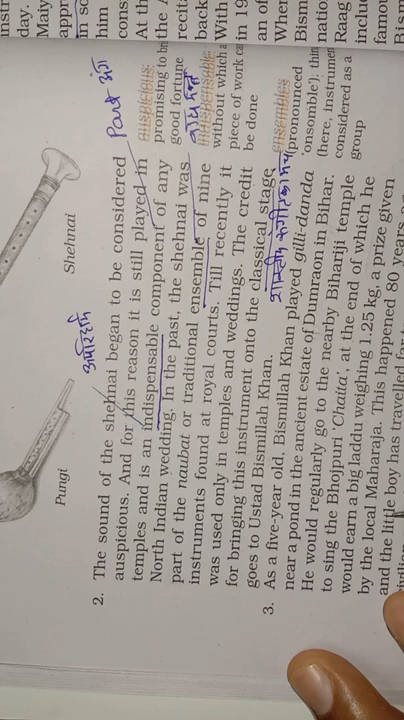 Pungi
Shehnai
2. The sound of the shehnai began to be considered
auspicious. And for this reason it is still played in
temples and is an indispensable component of any
North Indian wedding. In the past, the shehnai was
part of the naubat or traditional ensemble of nine
instruments found at royal courts. Till recently it
was used only in temples and weddings. The credit
for bringing this instrument onto the classical stage
goes to Ustad Bismillah Khan.
3. As a five-year old, Bismillah Khan played gilli-danda
near a pond in the ancient estate of Dumraon in Bihar.
He would regularly go to the nearby Bihariji temple
to sing the Bhojpuri ‘Chaita’, at the end of which he
would earn a big laddu weighing 1.25 kg, a prize given
by the local Maharaja. This happened 80 years
and the little boy has travelled
Part
auspicious:
promising to
good fortune
indispensable:
without which a
piece of work
be done
ensembles
(pronounced
‘onsomble’):
(here, instrumen
considered as a
group
day.
him
cons
At th
the A
recita
back
With
in 19
an of
Wher
Bism
natio
Raag
inclu
famou